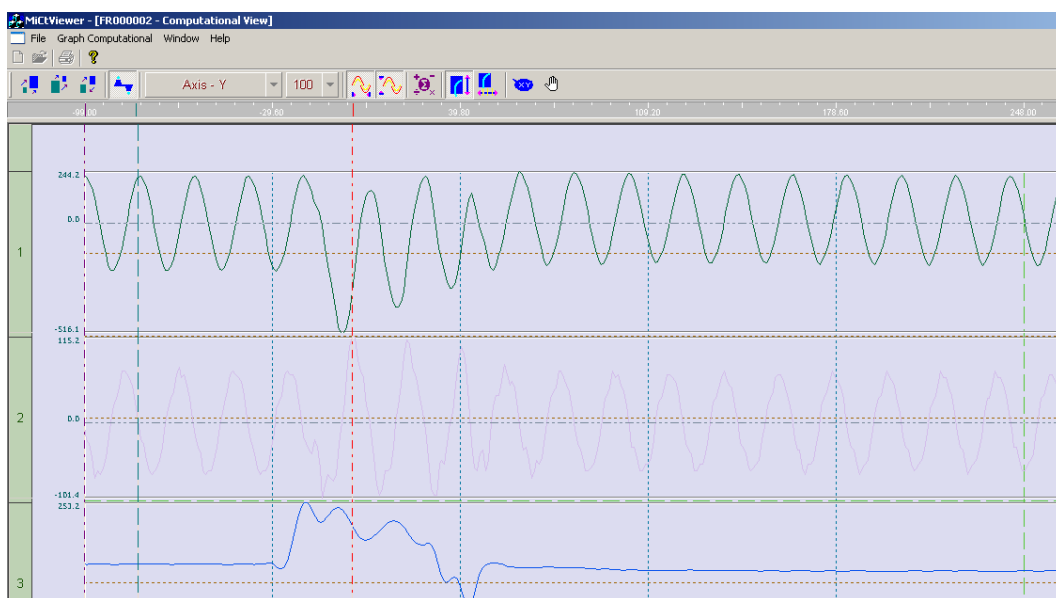 MiCtViewer - [FR000002 - Computational View]
File Graph Computational Window Help
Axis - Y 100
-99.00 -29.60 39.80 109.20 178.60 248.00
244.2
0.0
1
-516.1
115.2
2 0.0
-101.4
253.2
3